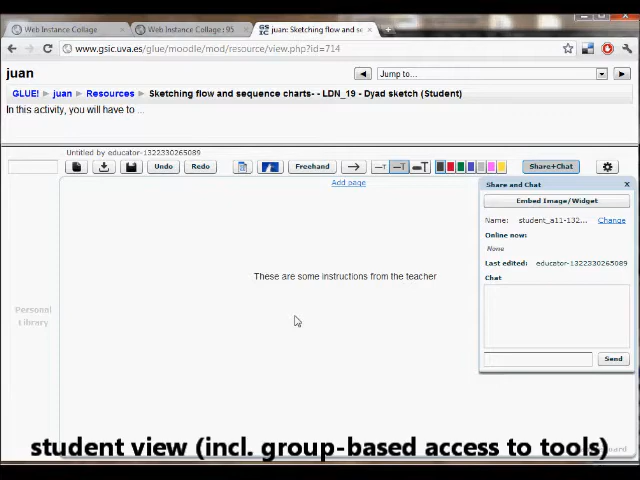 Web Instance Collage
Web Instance Collage : 95
juan: Sketching flow and se
www.gsic.uva.es/glue/moodle/mod/resource/view.php?id=714
juan
Jump to...
GLUE! ► juan ► Resources ► Sketching flow and sequence charts- - LDN_19 - Dyad sketch (Student)
In this activity, you will have to ...
Untitled by educator-1322330265089
Undo
Redo
Freehand
T
T
T
Share+Chat
Add page
Share and Chat
Embed Image/Widget
Name: student_a11-132... Change
Online now:
None
Last edited: educator-1322330265089
Chat
Send
These are some instructions from the teacher
Personal
Library
student view (incl. group-based access to tools)